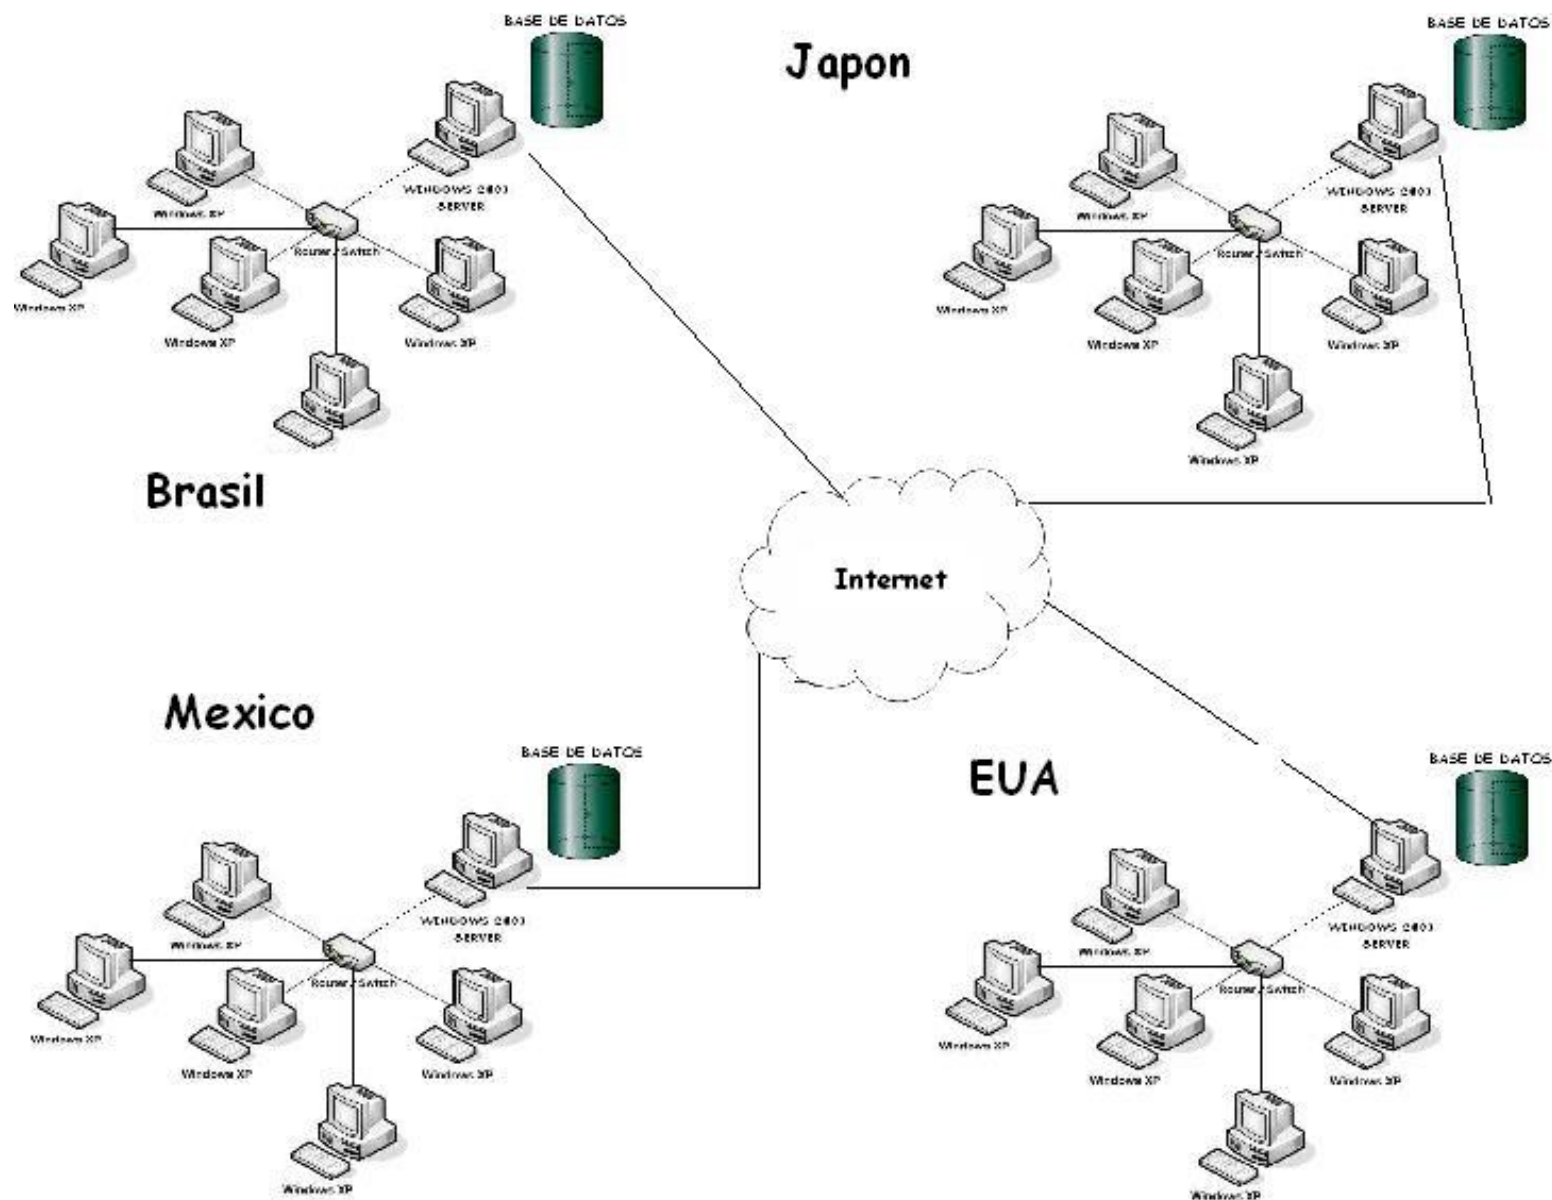 BASE DE DATOS
Windows XP
WINDOWS 2003
SERVER
Windows XP
Router / Switch
Windows XP
Windows XP
Brasil
Japon
BASE DE DATOS
Windows XP
WINDOWS 2003
SERVER
Windows XP
Router / Switch
Windows XP
Windows XP
Windows XP
Internet
Mexico
BASE DE DATOS
Windows XP
WINDOWS 2003
SERVER
Windows XP
Router / Switch
Windows XP
Windows XP
Windows XP
EUA
BASE DE DATOS
Windows XP
WINDOWS 2003
SERVER
Windows XP
Router / Switch
Windows XP
Windows XP
Windows XP